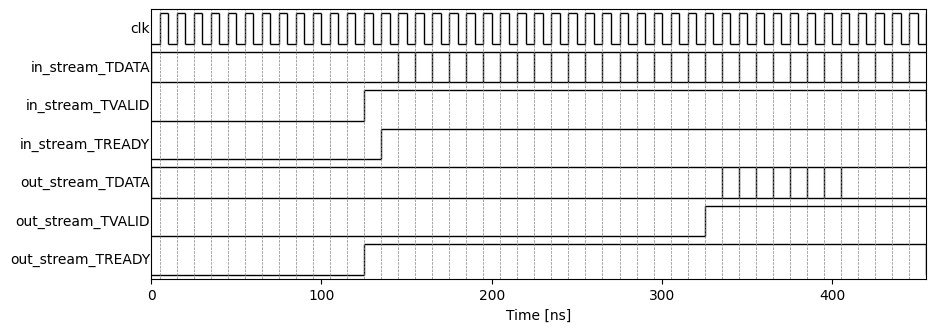 clk
in_stream_TDATA
in_stream_TVALID
in_stream_TREADY
out_stream_TDATA
out_stream_TVALID
out_stream_TREADY
0 100 200 300 400
Time [ns]